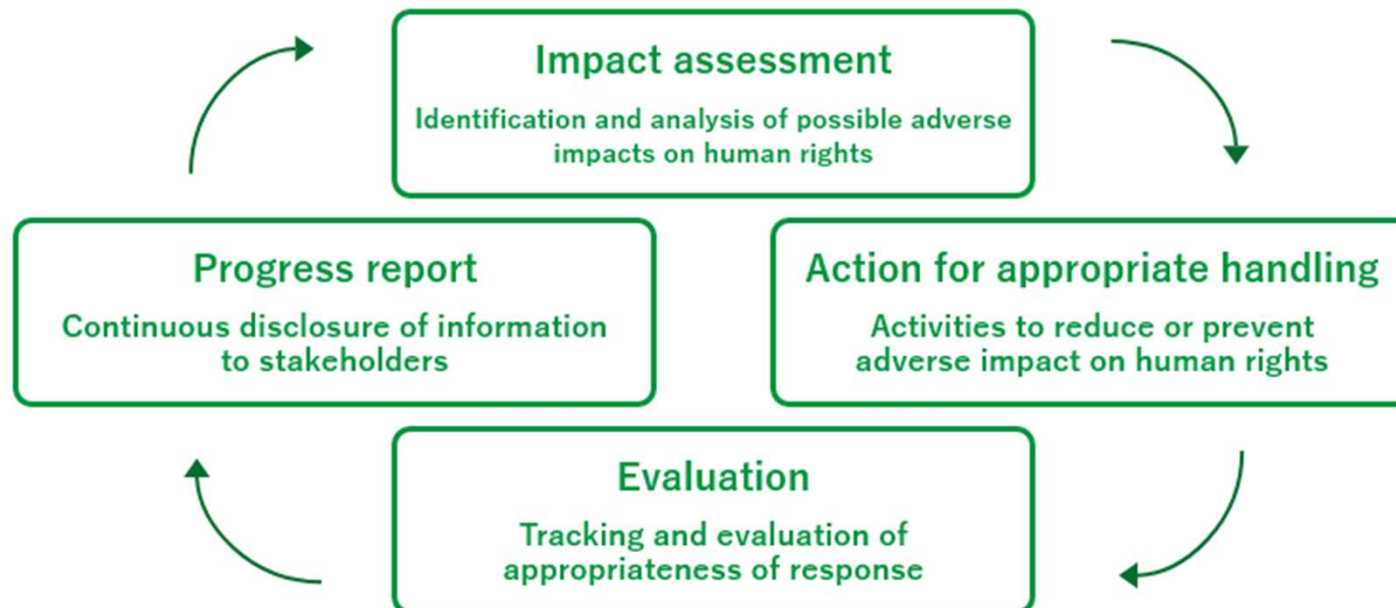 Impact assessment
Identification and analysis of possible adverse
impacts on human rights
Progress report
Continuous disclosure of information
to stakeholders
Action for appropriate handling
Activities to reduce or prevent
adverse impact on human rights
Evaluation
Tracking and evaluation of
appropriateness of response